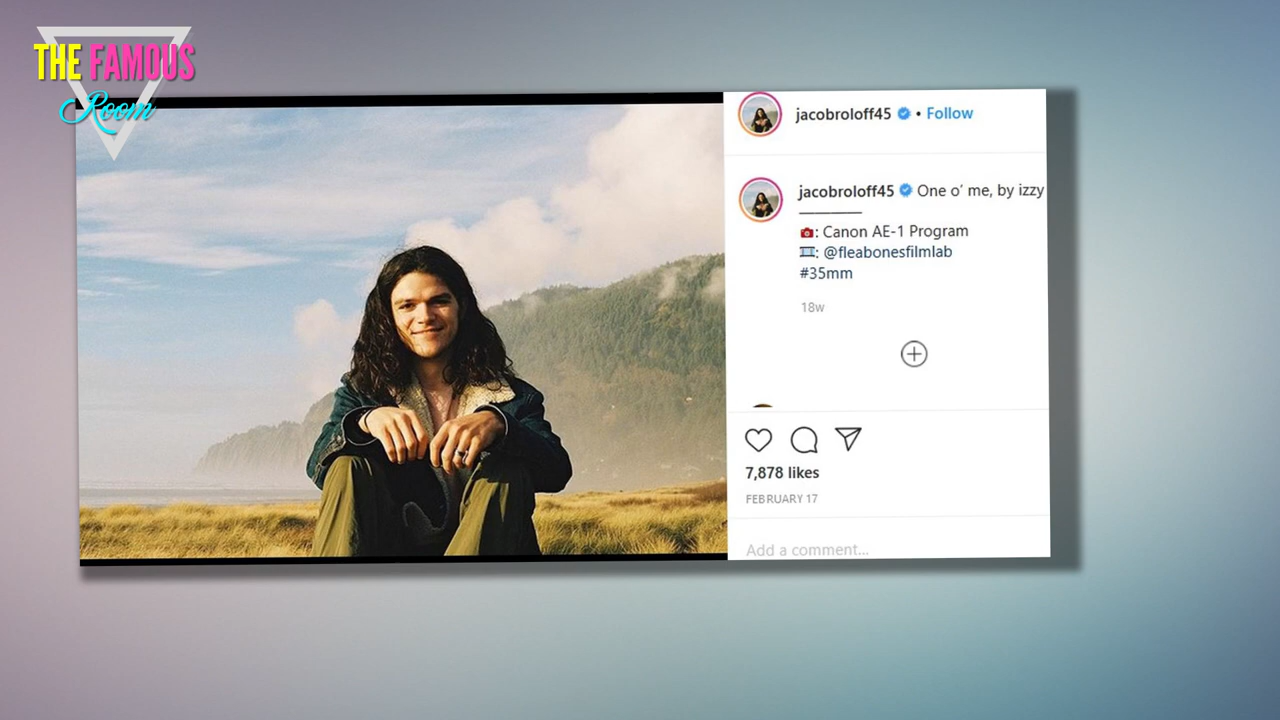 THE FAMOUS
Room
jacobroloff45 • Follow
jacobroloff45 One o’ me, by izzy
: Canon AE-1 Program
: @fleabonesfilmlab
#35mm
18w
7,878 likes
FEBRUARY 17
Add a comment...